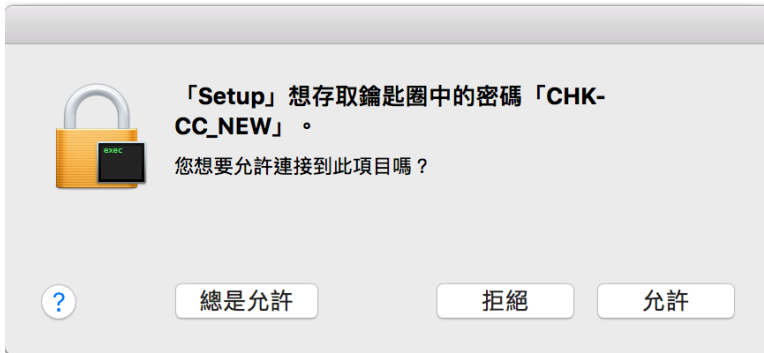 「Setup」想存取鑰匙圈中的密碼「CHK-
CC_NEW」。
exec
您想要允許連接到此項目嗎？
?
總是允許
拒絕
允許